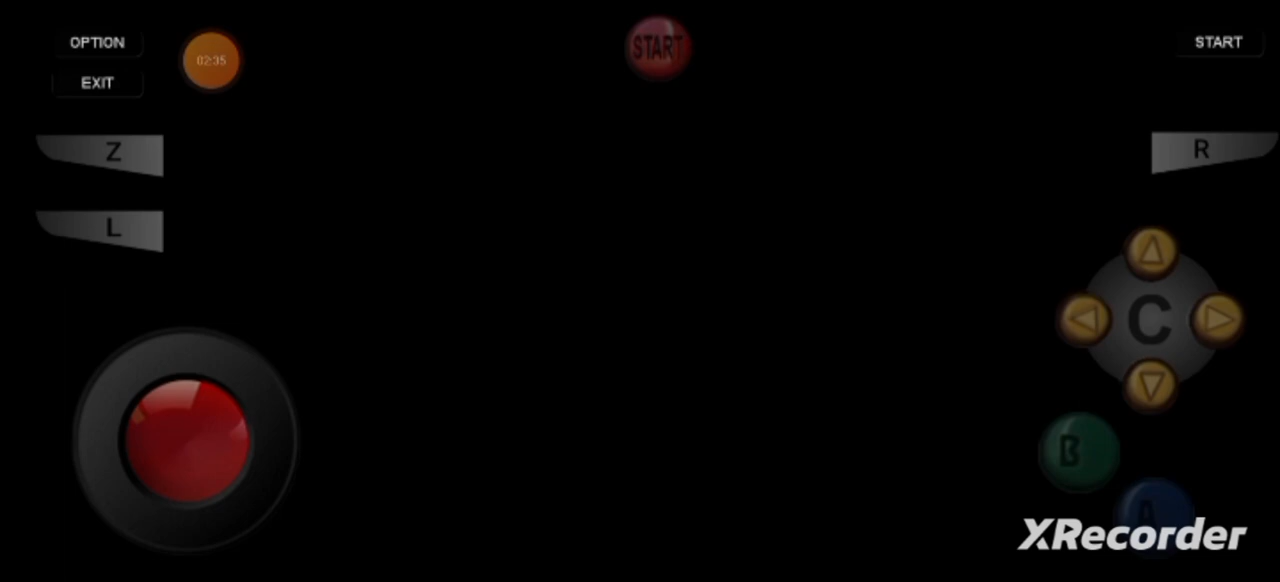 OPTION
02:35
START
START
EXIT
Z
R
L
C
B
A
XRecorder